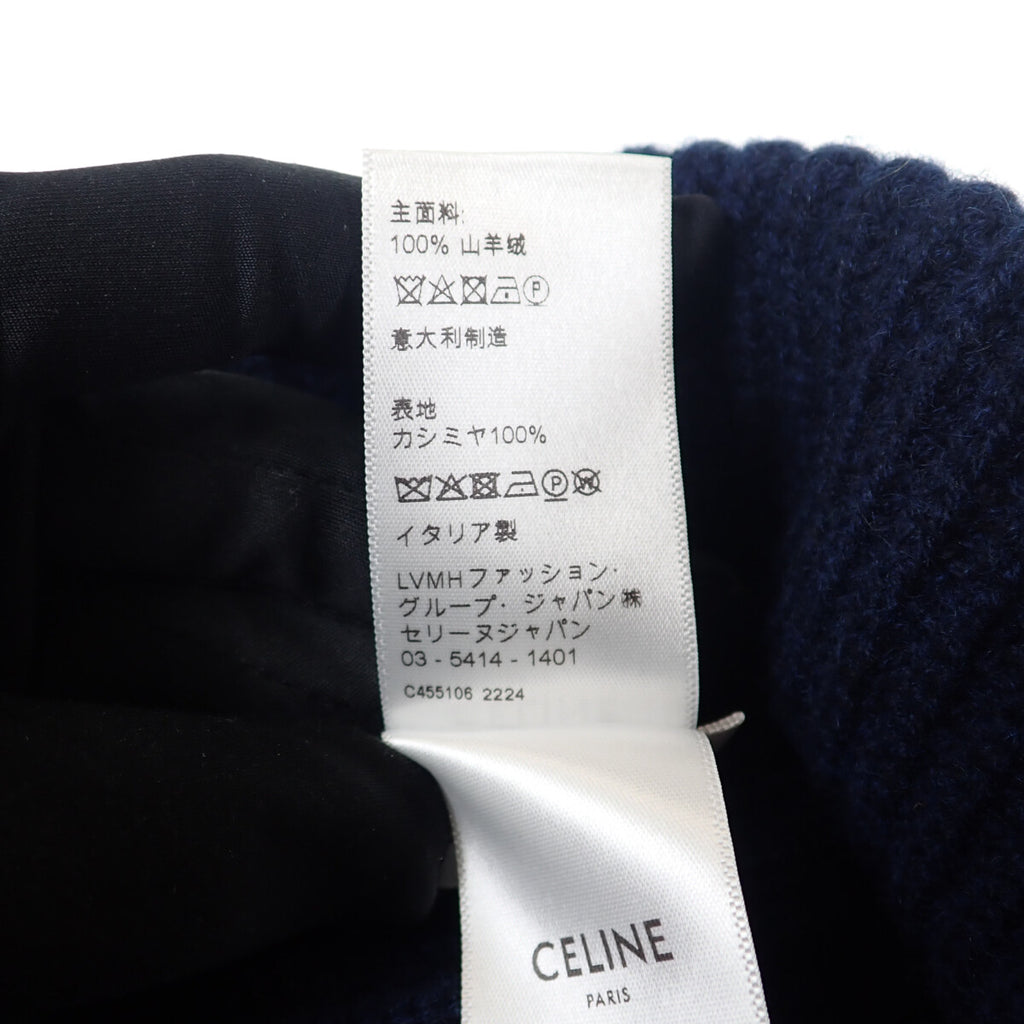 主面料:
100% 山羊绒
P
意大利制造
表地
カシミヤ100%
P W
イタリア製
LVMHファッション・
グループ・ジャパン㈱
セリーヌジャパン
03 - 5414 - 1401
C455106 2224
CELINE
PARIS